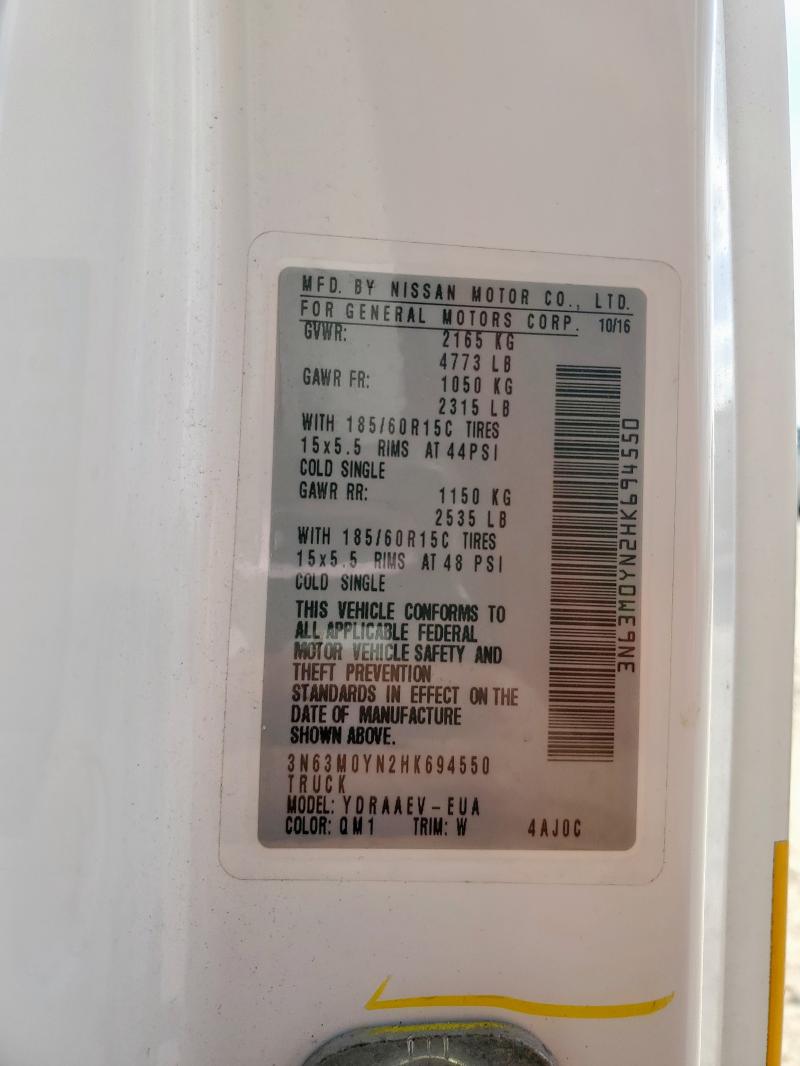 MFD. BY NISSAN MOTOR CO., LTD.
FOR GENERAL MOTORS CORP. 10/16
GVWR: 2165 KG
4773 LB
GAWR FR: 1050 KG
2315 LB
WITH 185/60R15C TIRES
15x5.5 RIMS AT 44PSI
COLD SINGLE
GAWR RR: 1150 KG
2535 LB
WITH 185/60R15C TIRES
15x5.5 RIMS AT 48 PSI
COLD SINGLE
THIS VEHICLE CONFORMS TO
ALL APPLICABLE FEDERAL
MOTOR VEHICLE SAFETY AND
THEFT PREVENTION
STANDARDS IN EFFECT ON THE
DATE OF MANUFACTURE
SHOWN ABOVE.
3N63M0YN2HK694550
TRUCK
MODEL: YDRAAEV-EUA
COLOR: QM1 TRIM: W 4AJ0C
3N63M0YN2HK694550